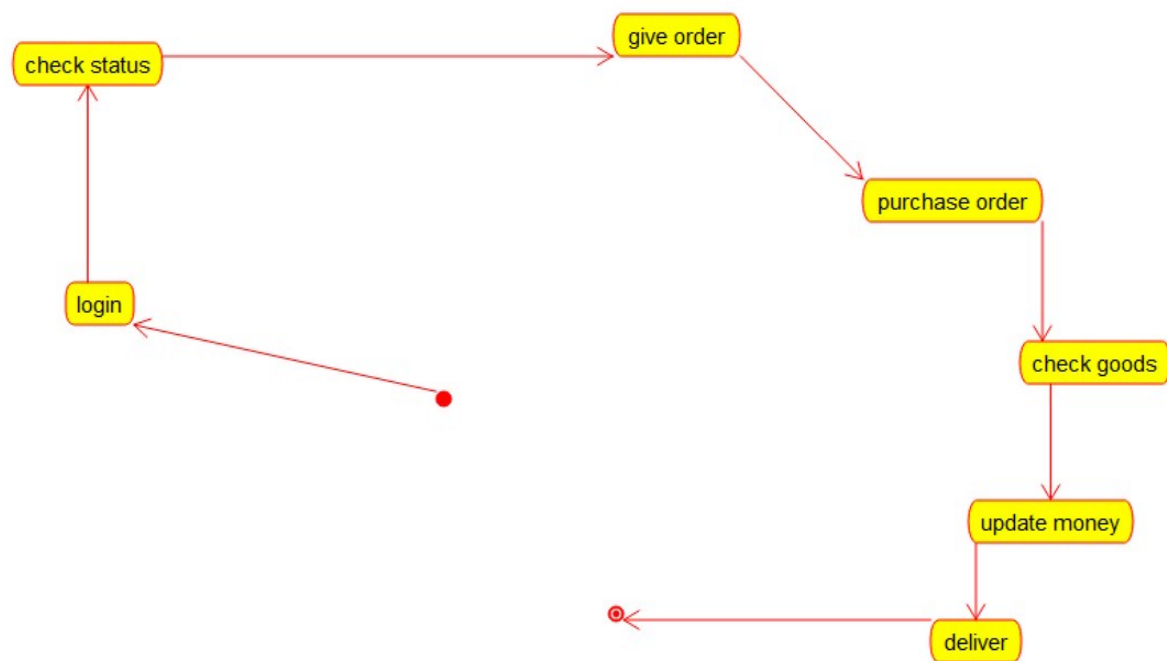 give order
check status
purchase order
login
check goods
update money
deliver